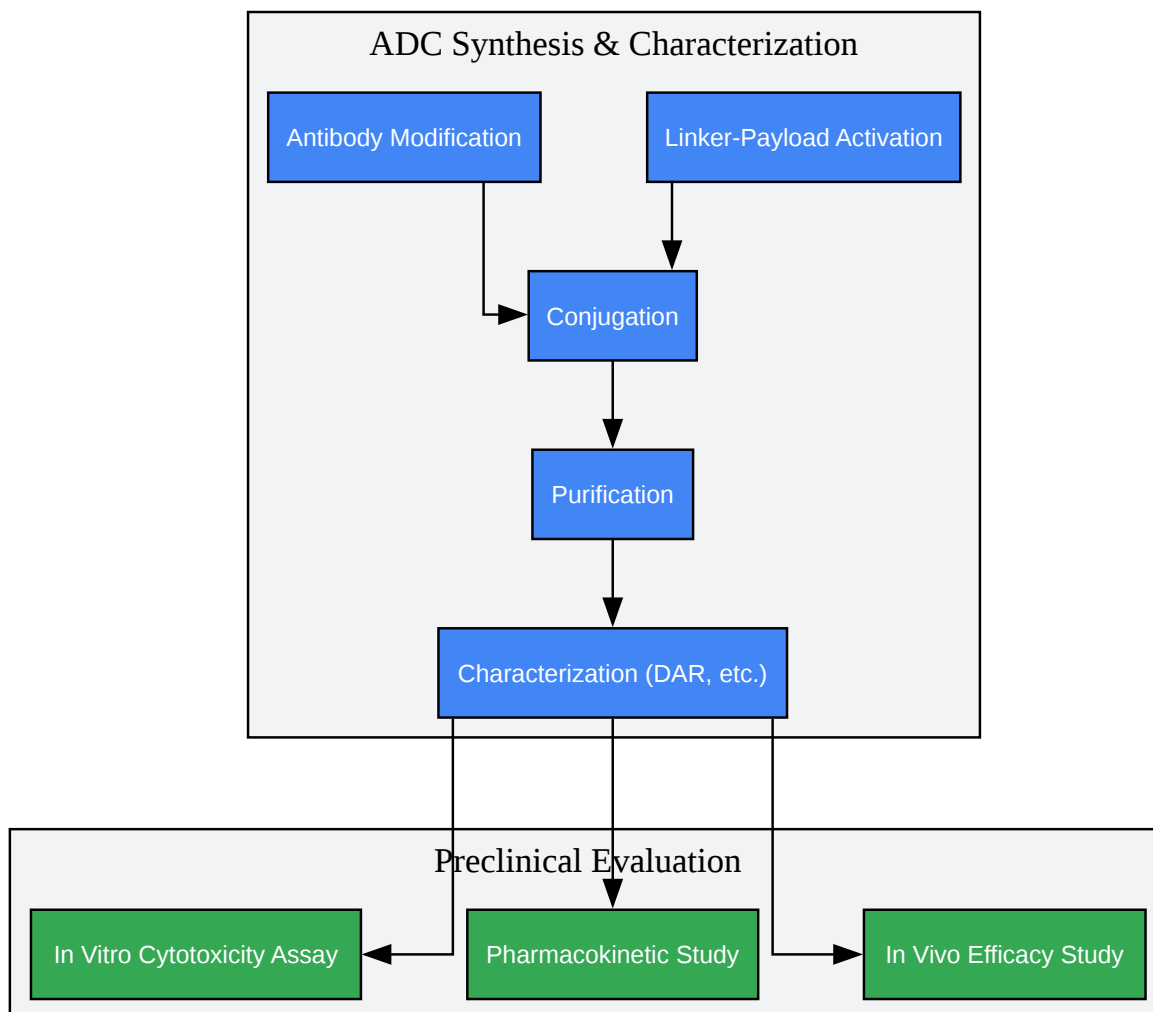 ADC Synthesis & Characterization
Antibody Modification
Linker-Payload Activation
Conjugation
Purification
Characterization (DAR, etc.)
Preclinical Evaluation
In Vitro Cytotoxicity Assay
Pharmacokinetic Study
In Vivo Efficacy Study